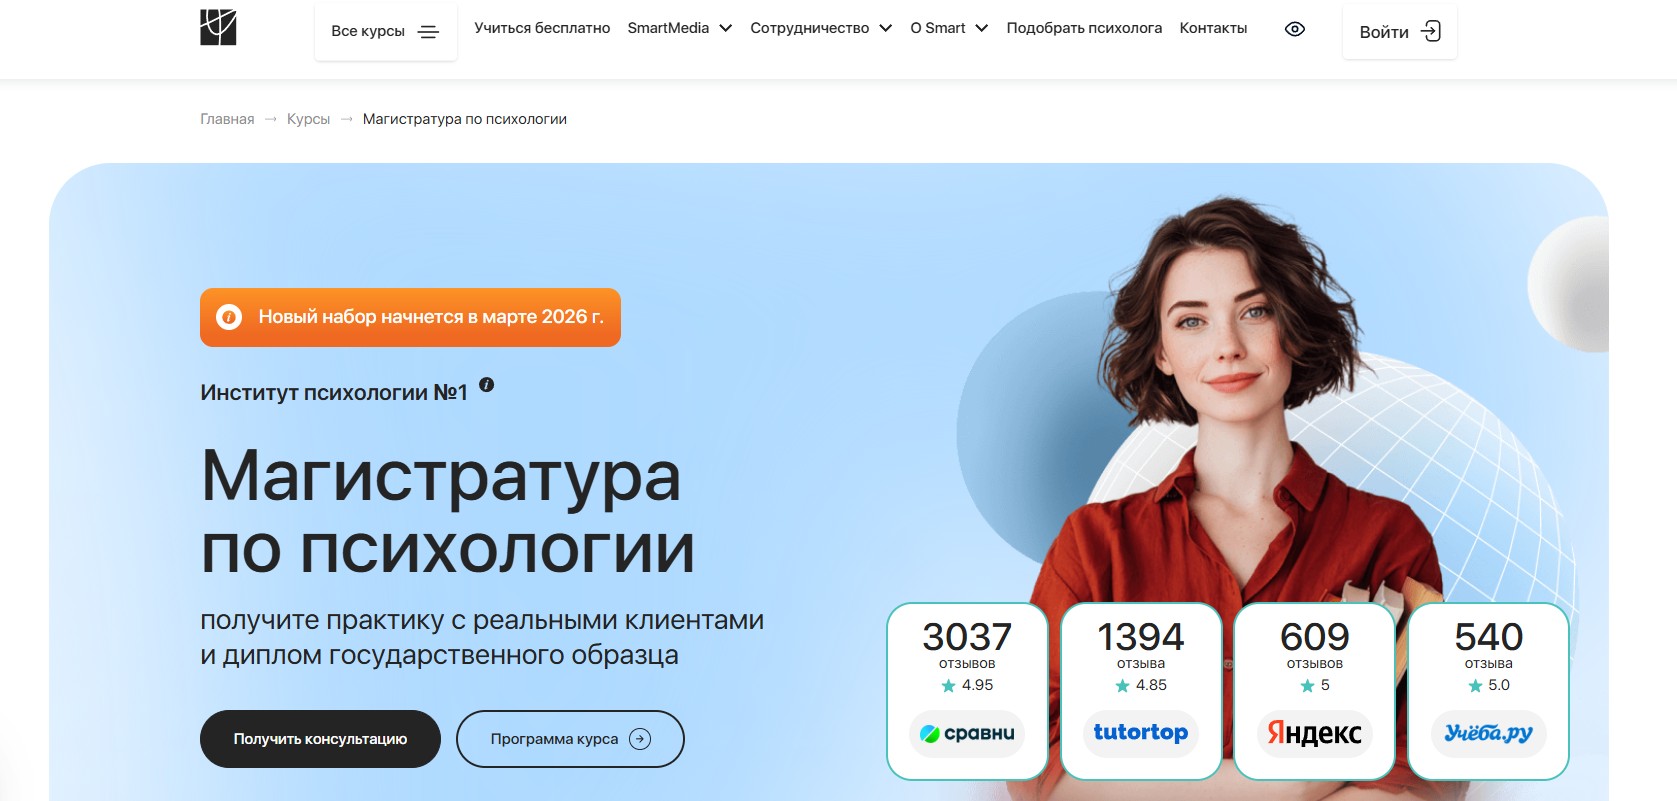 Все курсы
Учиться бесплатно
SmartMedia
Сотрудничество
О Smart
Подобрать психолога
Контакты
Войти
Главная → Курсы → Магистратура по психологии
Новый набор начнется в марте 2026 г.
Институт психологии №1
Магистратура
по психологии
получите практику с реальными клиентами
и диплом государственного образца
Получить консультацию
Программа курса
3037
отзывов
4.95
сравни
1394
отзыва
4.85
tutortop
609
отзывов
5
Яндекс
540
отзыва
5.0
Учёба.ру